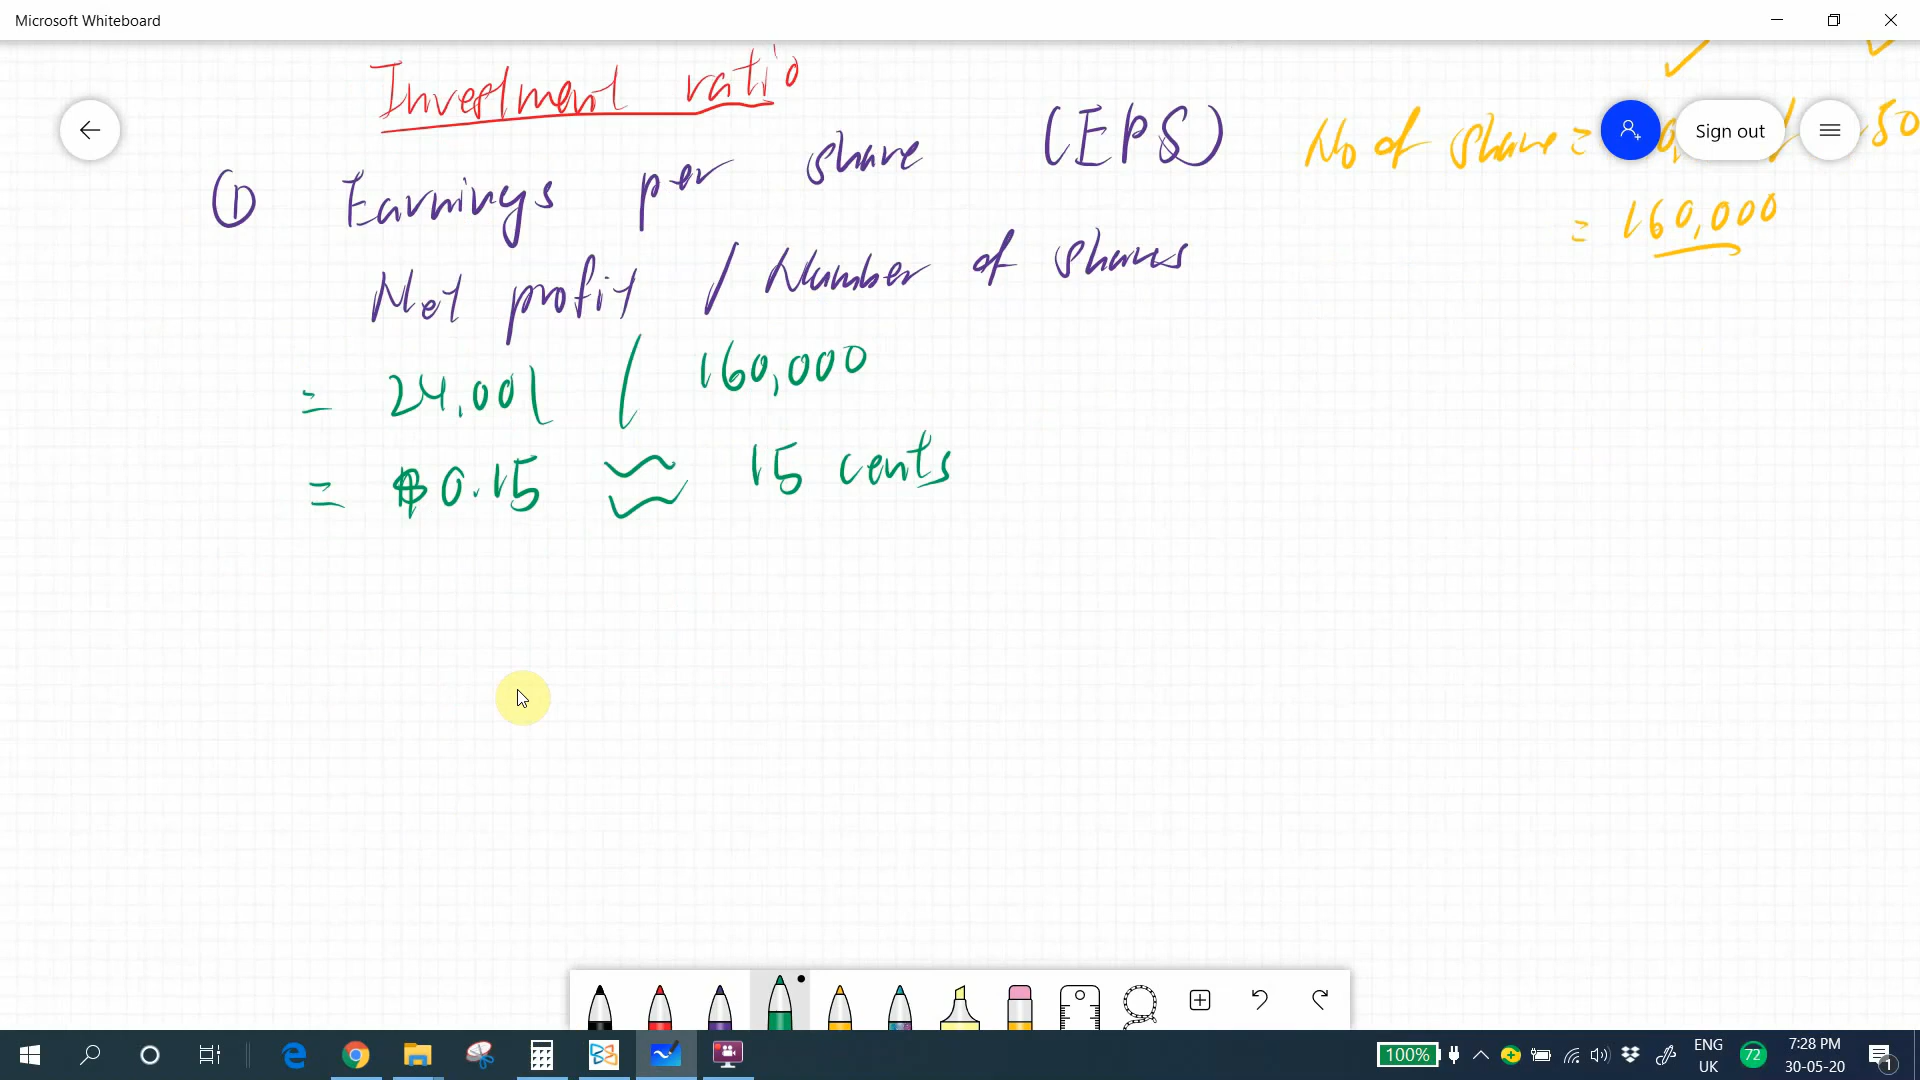 Microsoft Whiteboard
Investment ratio
① Earnings per share (EPS)
Net profit / Number of shares
= 24,001 / 160,000
= $0.15 ≈ 15 cents
No of share =
50
= 160,000
Sign out
100%
ENG
UK
72
7:28 PM
30-05-20
1